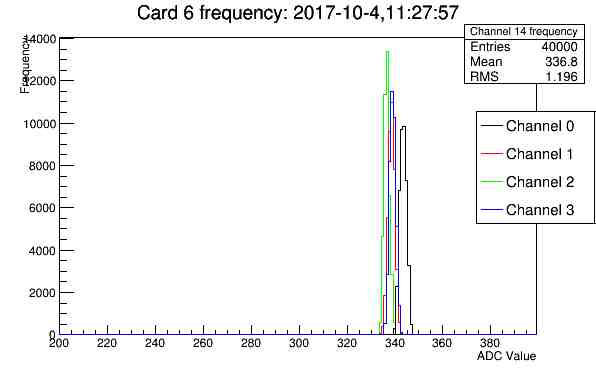 Card 6 frequency: 2017-10-4,11:27:57
Channel 14 frequency
Entries 40000
Mean 336.8
RMS 1.196
Frequency
14000
12000
10000
8000
6000
4000
2000
0
Channel 0
Channel 1
Channel 2
Channel 3
200 220 240 260 280 300 320 340 360 380
ADC Value